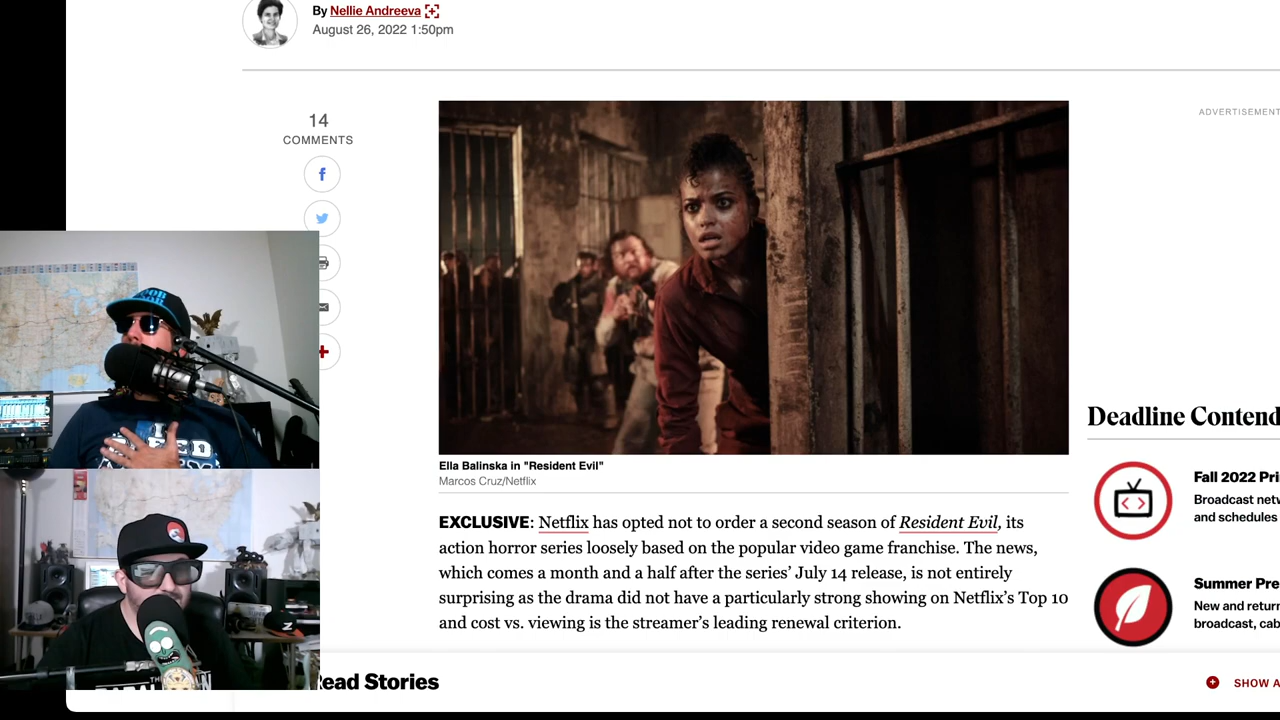 By Nellie Andreeva
August 26, 2022 1:50pm
14
COMMENTS
ADVERTISEMENT
Ella Balinska in "Resident Evil"
Marcos Cruz/Netflix
EXCLUSIVE: Netflix has opted not to order a second season of Resident Evil, its
action horror series loosely based on the popular video game franchise. The news,
which comes a month and a half after the series’ July 14 release, is not entirely
surprising as the drama did not have a particularly strong showing on Netflix’s Top 10
and cost vs. viewing is the streamer’s leading renewal criterion.
Deadline Contend
Fall 2022 Pri
Broadcast netw
and schedules
Summer Pre
New and return
broadcast, cab
ead Stories
SHOW A